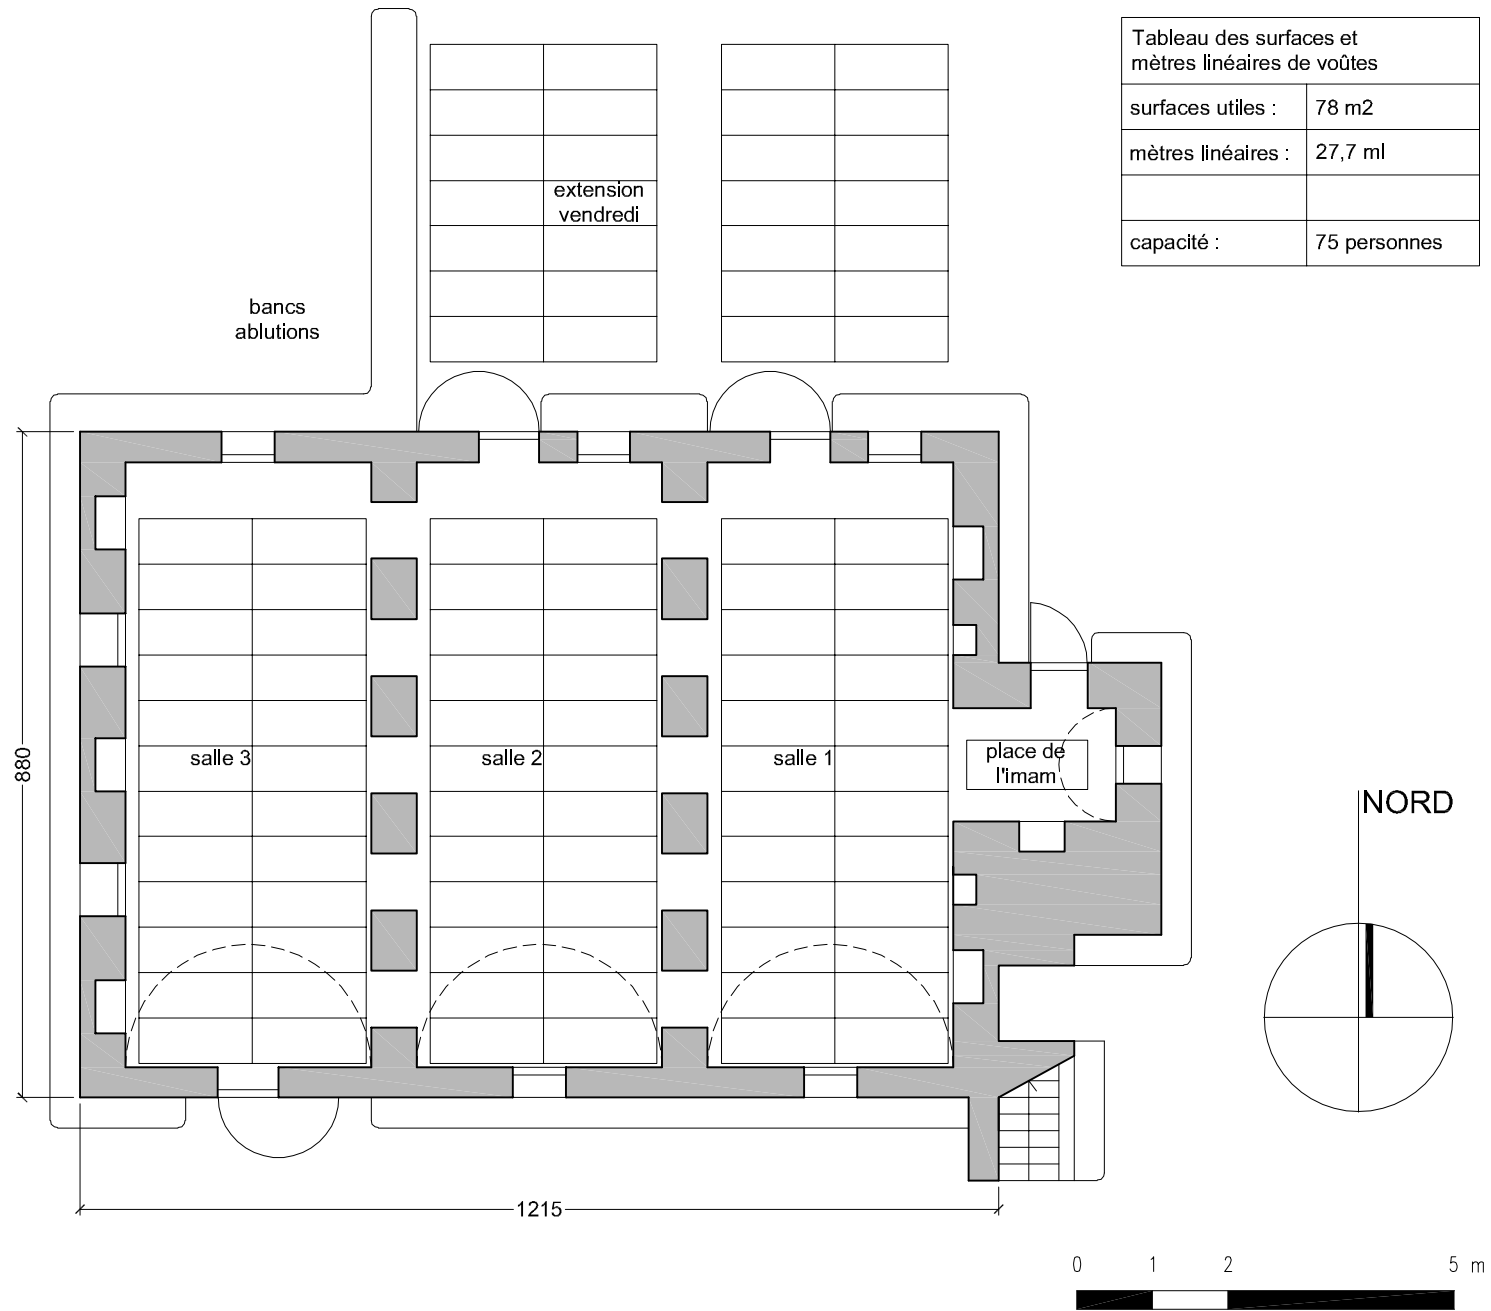 Tableau des surfaces et
mètres linéaires de voûtes
surfaces utiles : 78 m2
mètres linéaires : 27,7 ml
capacité : 75 personnes
extension
vendredi
bancs
ablutions
880
salle 3
salle 2
salle 1
place de
l'imam
NORD
1215
0 1 2 5 m